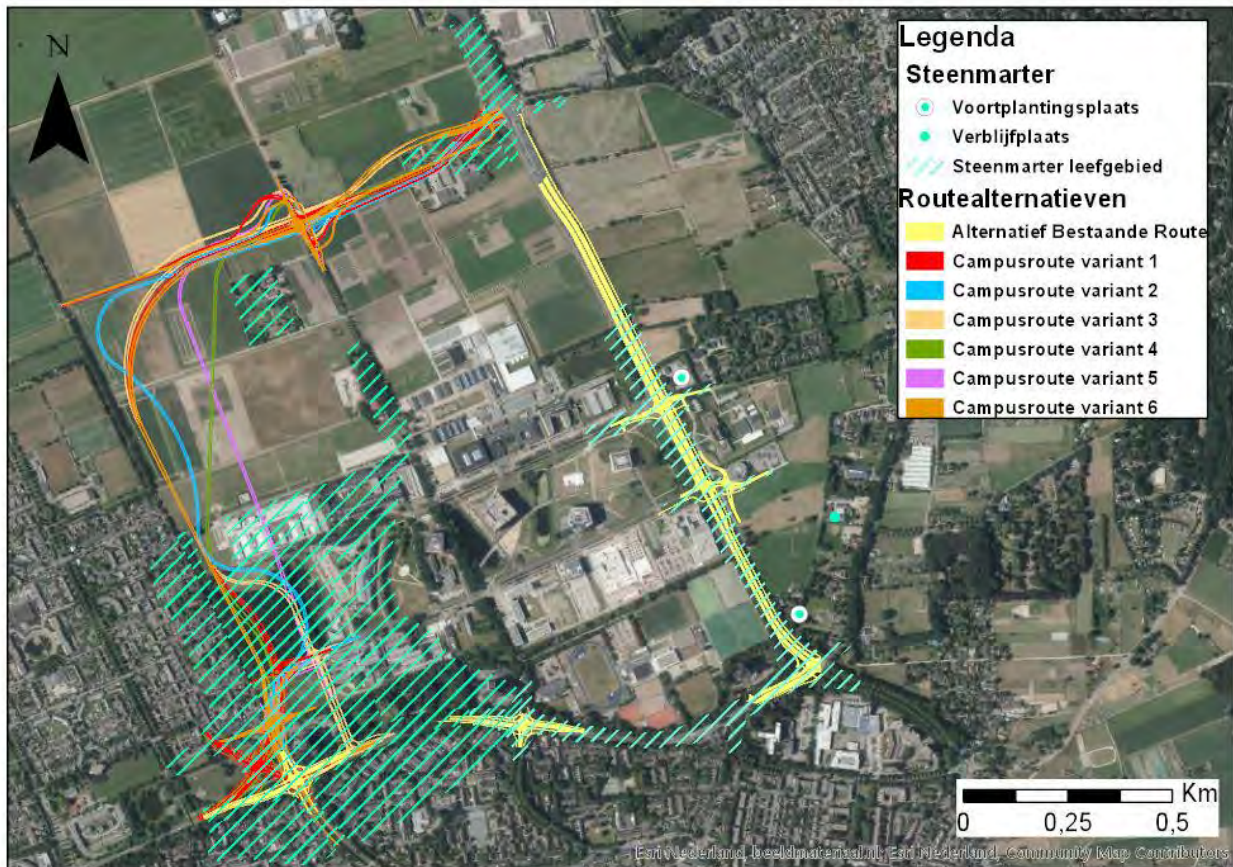 N
Legenda
Steenmarter
Voortplantingsplaats
Verblijfplaats
Steenmarter leefgebied
Routealternatieven
Alternatief Bestaande Route
Campusroute variant 1
Campusroute variant 2
Campusroute variant 3
Campusroute variant 4
Campusroute variant 5
Campusroute variant 6
Km
0 0,25 0,5
Esri Nederland, beeldmateriaal.nl, Esri Nederland, Community Map Contributors